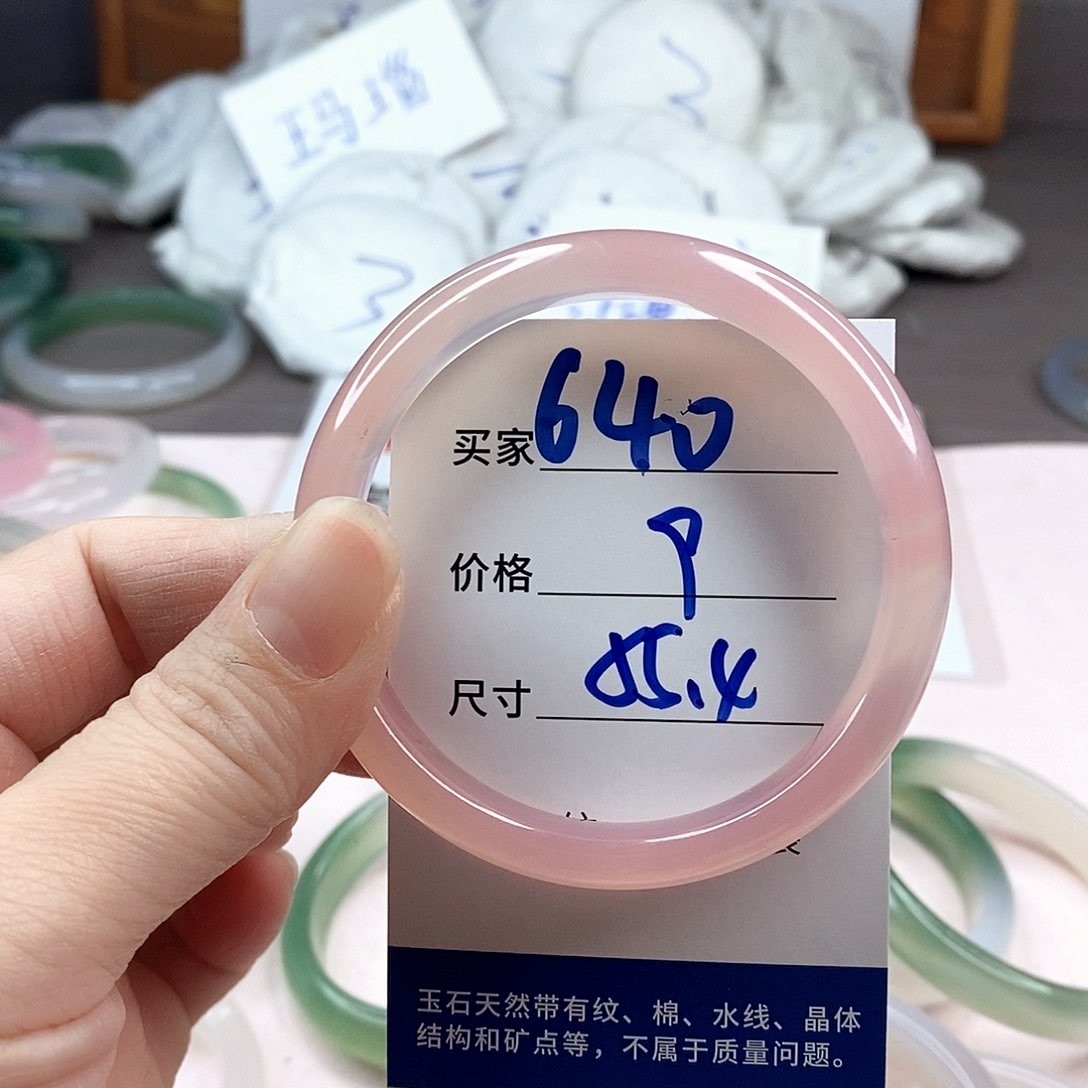 玛瑙
买家 640
价格 9
尺寸 55.4
玉石天然带有纹、棉、水线、晶体
结构和矿点等，不属于质量问题。